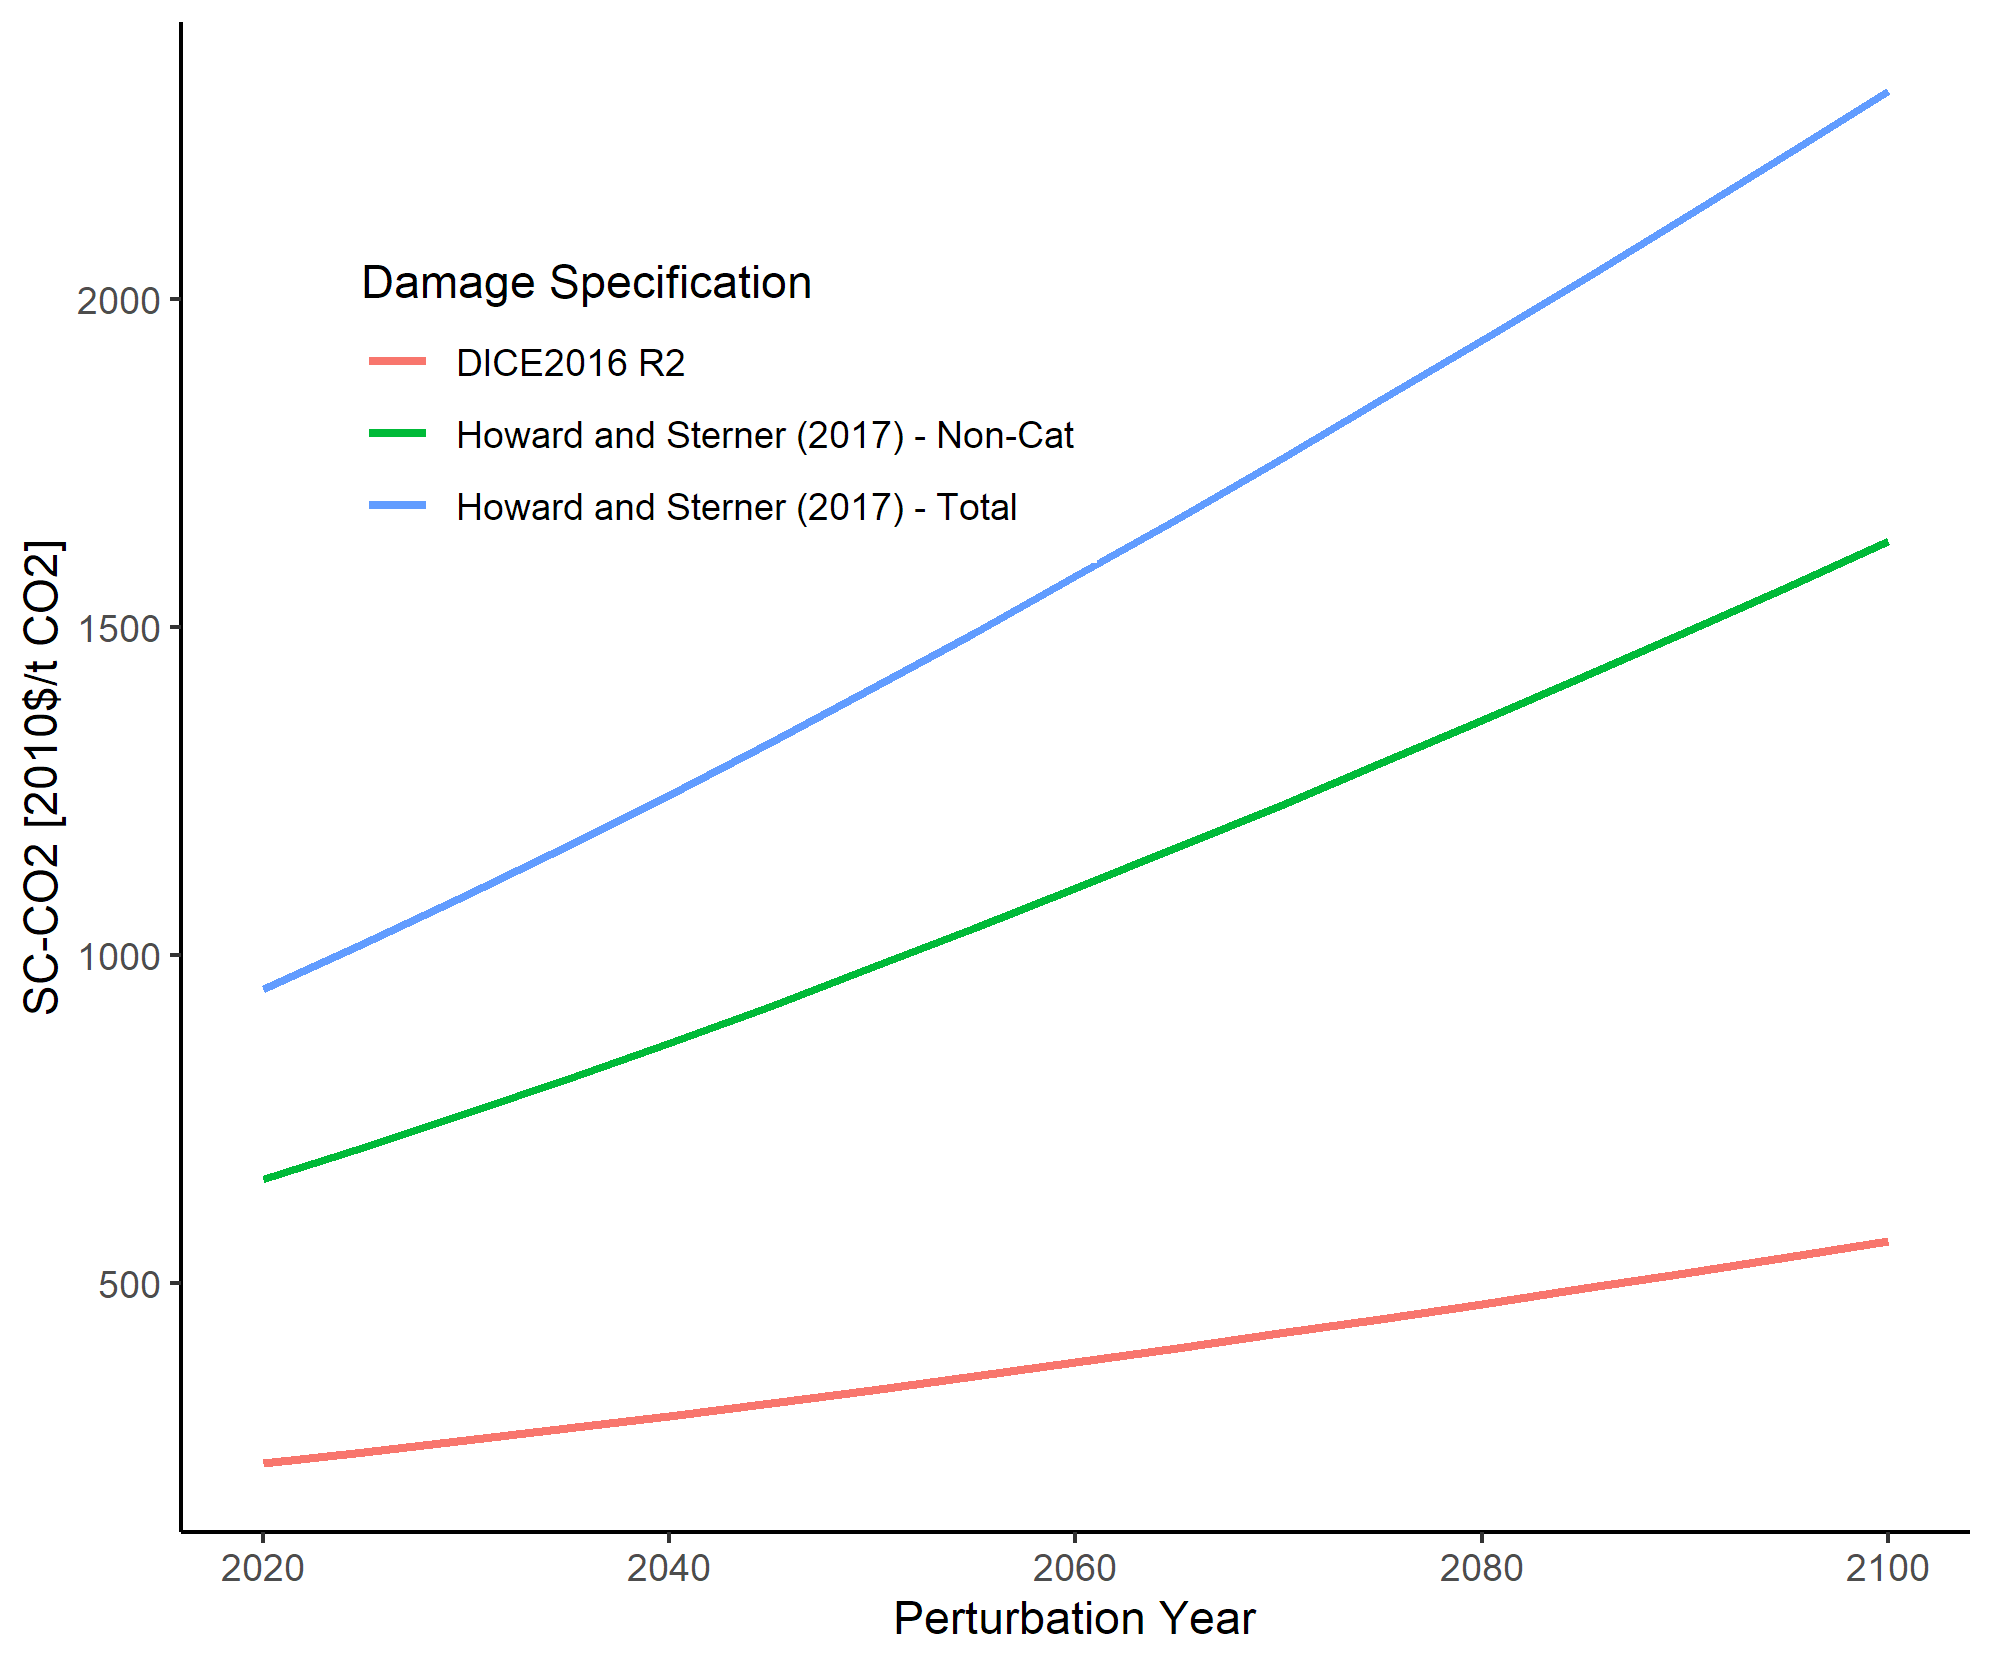 Damage Specification
DICE2016 R2
Howard and Sterner (2017) - Non-Cat
Howard and Sterner (2017) - Total
SC-CO2 [2010$/t CO2]
2000
1500
1000
500
2020 2040 2060 2080 2100
Perturbation Year